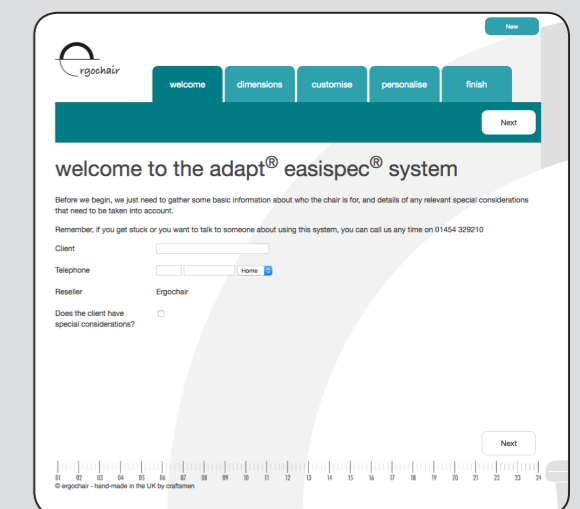 New
rgochair
welcome
dimensions
customise
personalise
finish
Next
welcome to the adapt® easispec® system
Before we begin, we just need to gather some basic information about who the chair is for, and details of any relevant special considerations
that need to be taken into account.
Remember, if you get stuck or you want to talk to someone about using this system, you can call us any time on 01454 329210
Client
Telephone
Home
Reseller
Ergochair
Does the client have
special considerations?
Next
01 02 03 04 05 06 07 08 09 10 11 12 13 14 15 16 17 18 19 20 21 22 23 24
© ergochair - hand-made in the UK by craftsmen